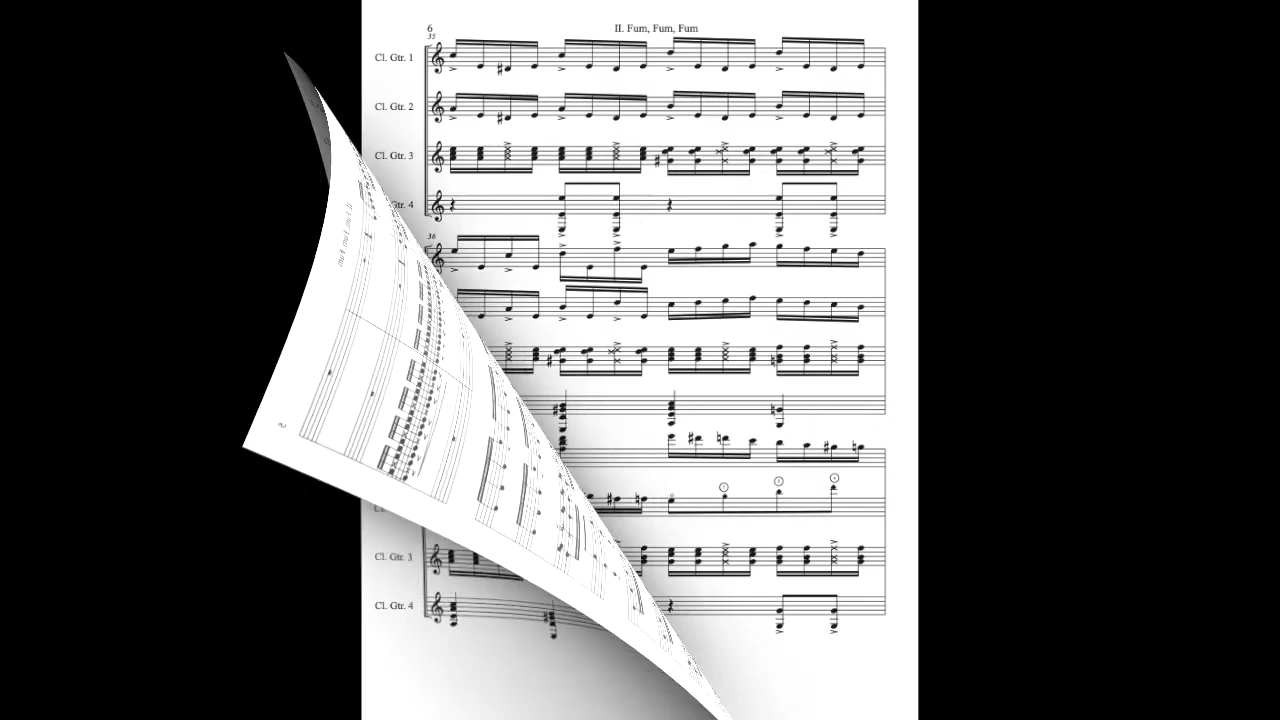 6
II. Fum, Fum, Fum
35
Cl. Gtr. 1
Cl. Gtr. 2
Cl. Gtr. 3
Gtr. 4
36
Cl. Gtr. 3
Cl. Gtr. 4